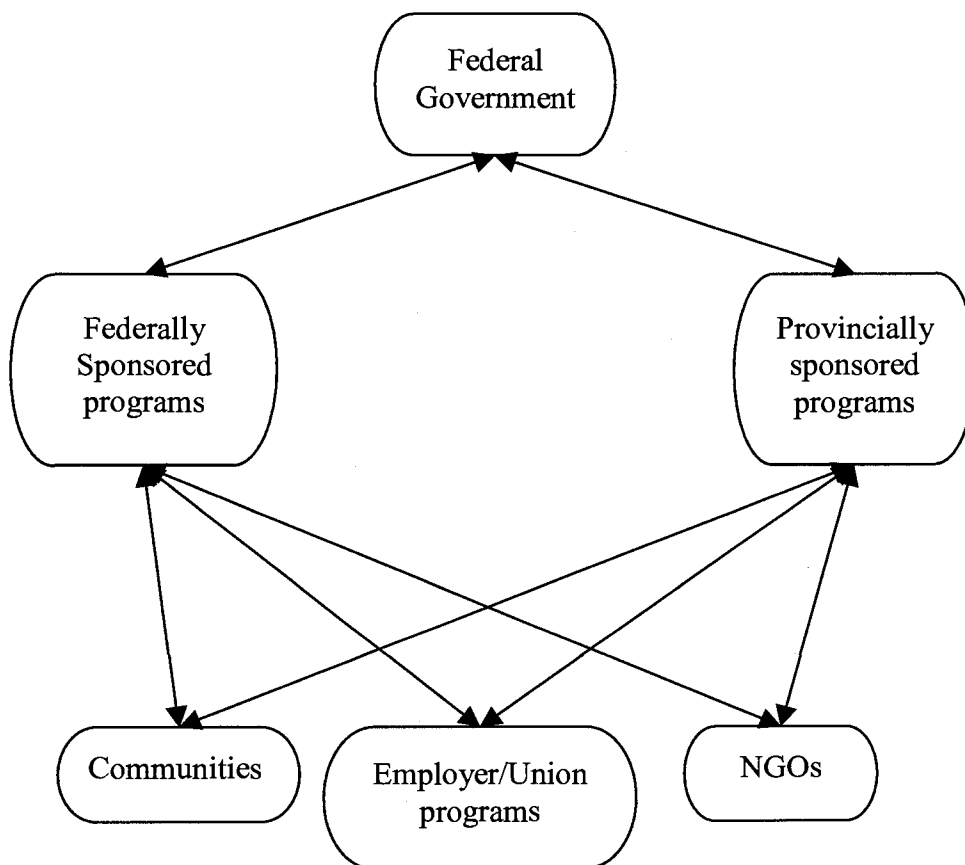 Federal
Government
Federally
Sponsored
programs
Provincially
sponsored
programs
Communities
Employer/Union
programs
NGOs